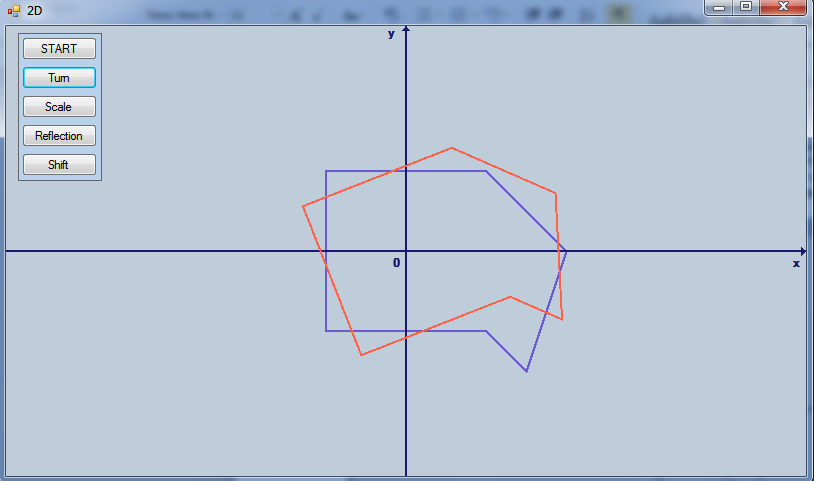 2D
START
Turn
Scale
Reflection
Shift
y
0
x